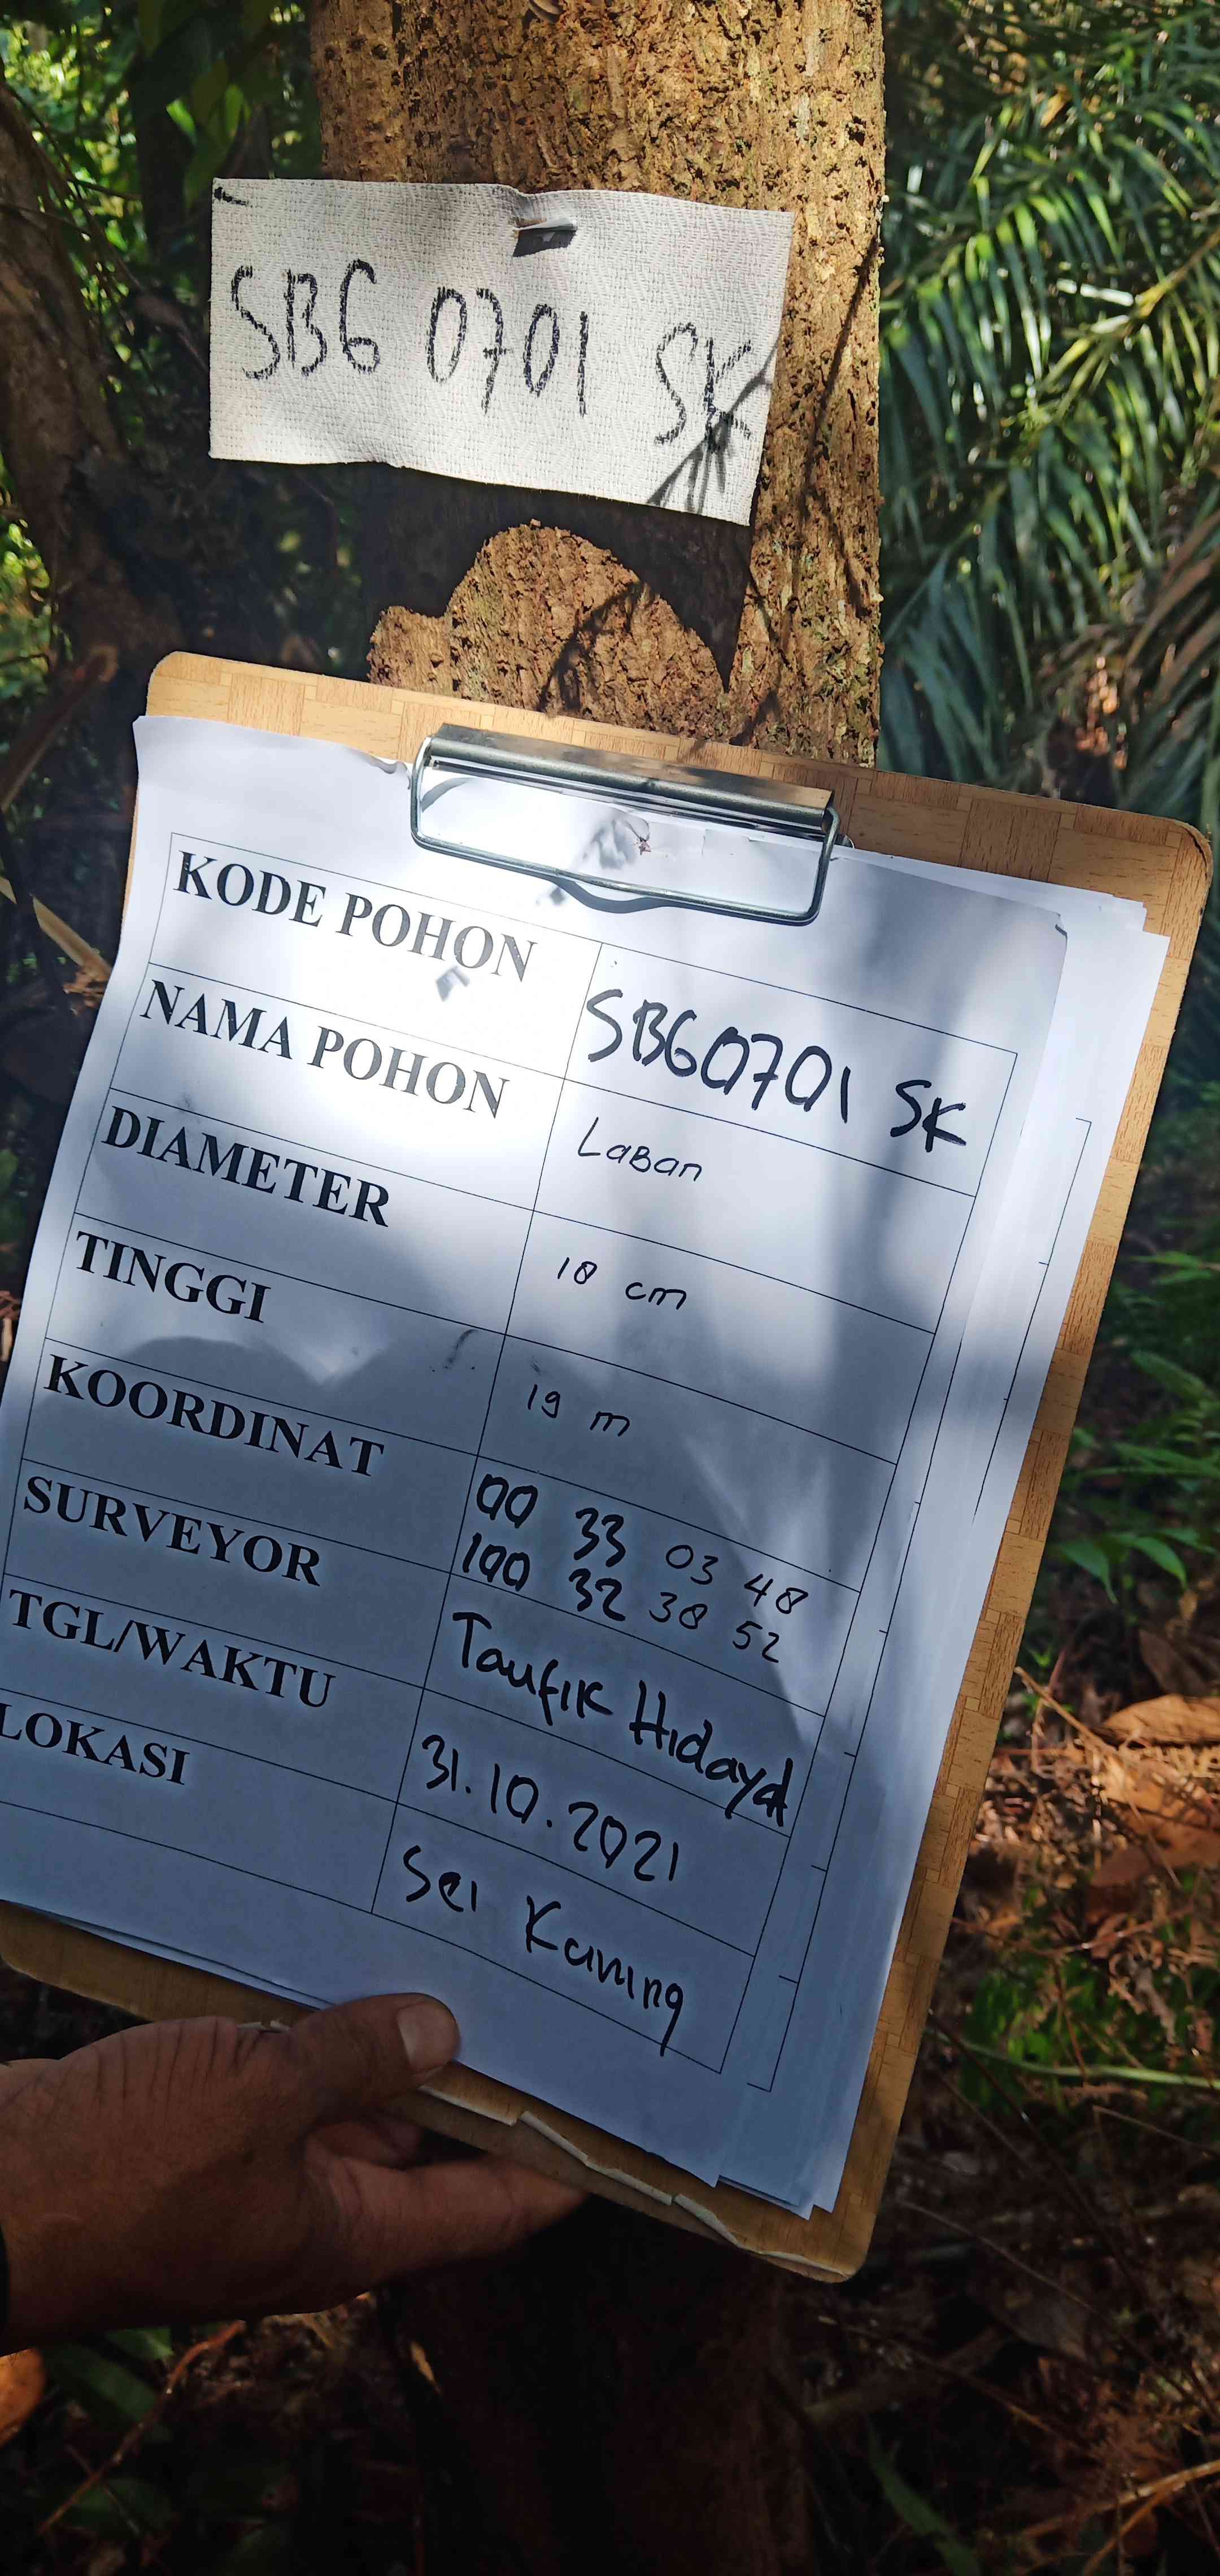 SBG 0701 SK
KODE POHON SBG0701 SK
NAMA POHON LaBan
DIAMETER 18 cm
TINGGI 19 m
KOORDINAT 00 33 03 48
100 32 38 52
SURVEYOR Taufik Hidayat
TGL/WAKTU 31.10.2021
LOKASI Sei Kuning